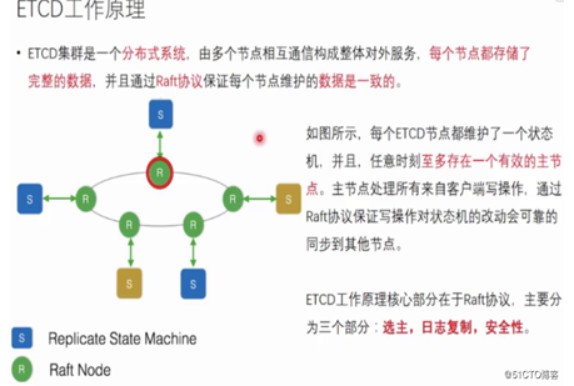 ETCD工作原理
• ETCD集群是一个分布式系统，由多个节点相互通信构成整体对外服务，每个节点都存储了
完整的数据，并且通过Raft协议保证每个节点维护的数据是一致的。
S
R
S
R
R
S
R
R
S
S
如图所示，每个ETCD节点都维护了一个状态
机，并且，任意时刻至多存在一个有效的主节
点。主节点处理所有来自客户端写操作，通过
Raft协议保证写操作对状态机的改动会可靠的
同步到其他节点。
ETCD工作原理核心部分在于Raft协议，主要分
为三个部分：选主，日志复制，安全性。
S Replicate State Machine
R Raft Node
@51CTO博客